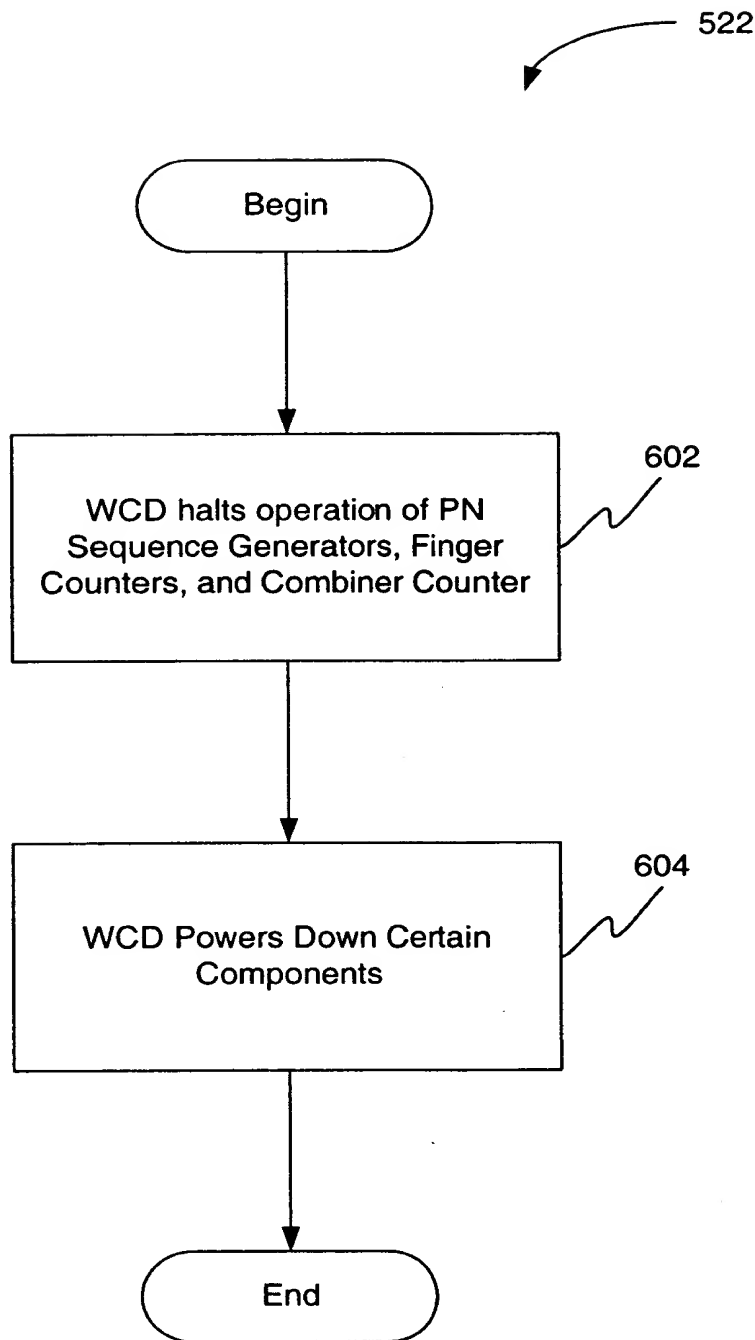 522
Begin
WCD halts operation of PN
Sequence Generators, Finger
Counters, and Combiner Counter
602
WCD Powers Down Certain
Components
604
End